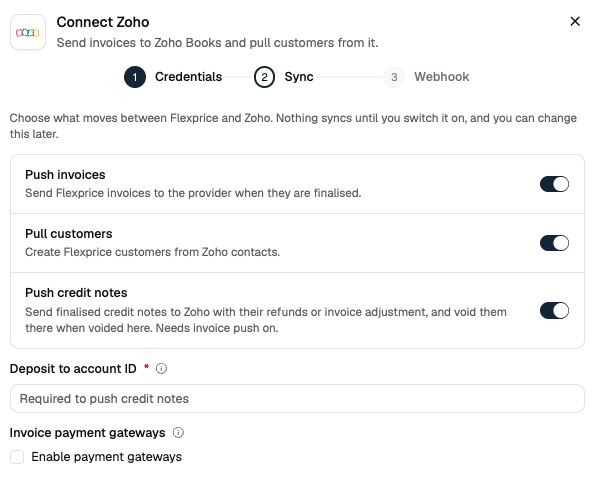 Connect Zoho
Send invoices to Zoho Books and pull customers from it.
1 Credentials 2 Sync 3 Webhook
Choose what moves between Flexprice and Zoho. Nothing syncs until you switch it on, and you can change
this later.
Push invoices
Send Flexprice invoices to the provider when they are finalised.
Pull customers
Create Flexprice customers from Zoho contacts.
Push credit notes
Send finalised credit notes to Zoho with their refunds or invoice adjustment, and void them
there when voided here. Needs invoice push on.
Deposit to account ID *
Required to push credit notes
Invoice payment gateways
Enable payment gateways